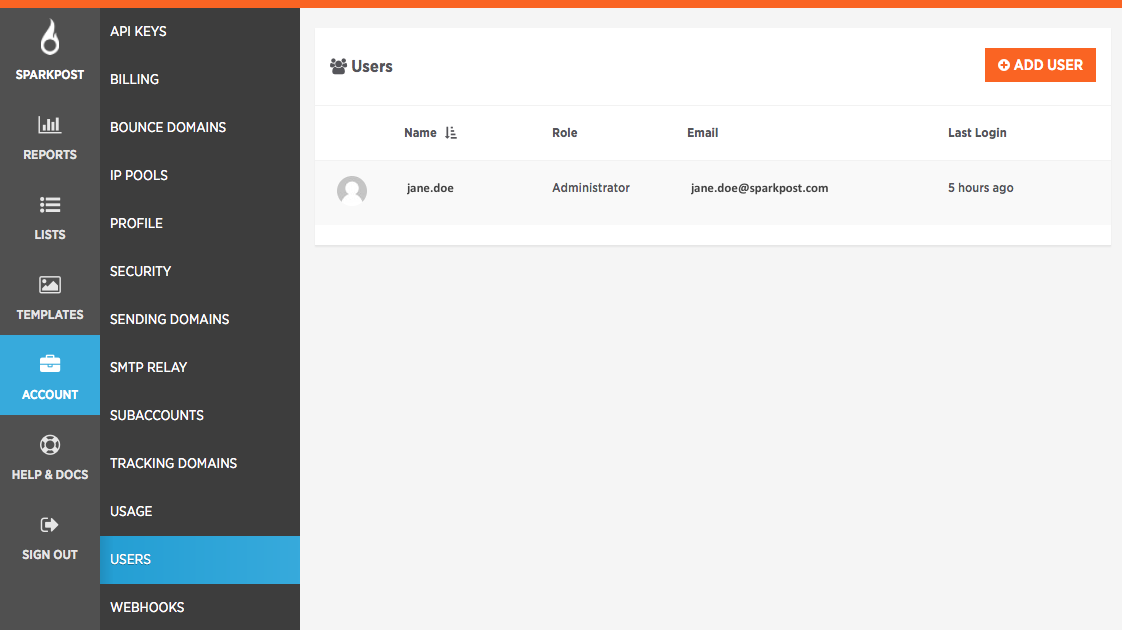 SPARKPOST
REPORTS
LISTS
TEMPLATES
ACCOUNT
HELP & DOCS
SIGN OUT
API KEYS
BILLING
BOUNCE DOMAINS
IP POOLS
PROFILE
SECURITY
SENDING DOMAINS
SMTP RELAY
SUBACCOUNTS
TRACKING DOMAINS
USAGE
USERS
WEBHOOKS
Users
ADD USER
Name Role Email Last Login
jane.doe Administrator jane.doe@sparkpost.com 5 hours ago